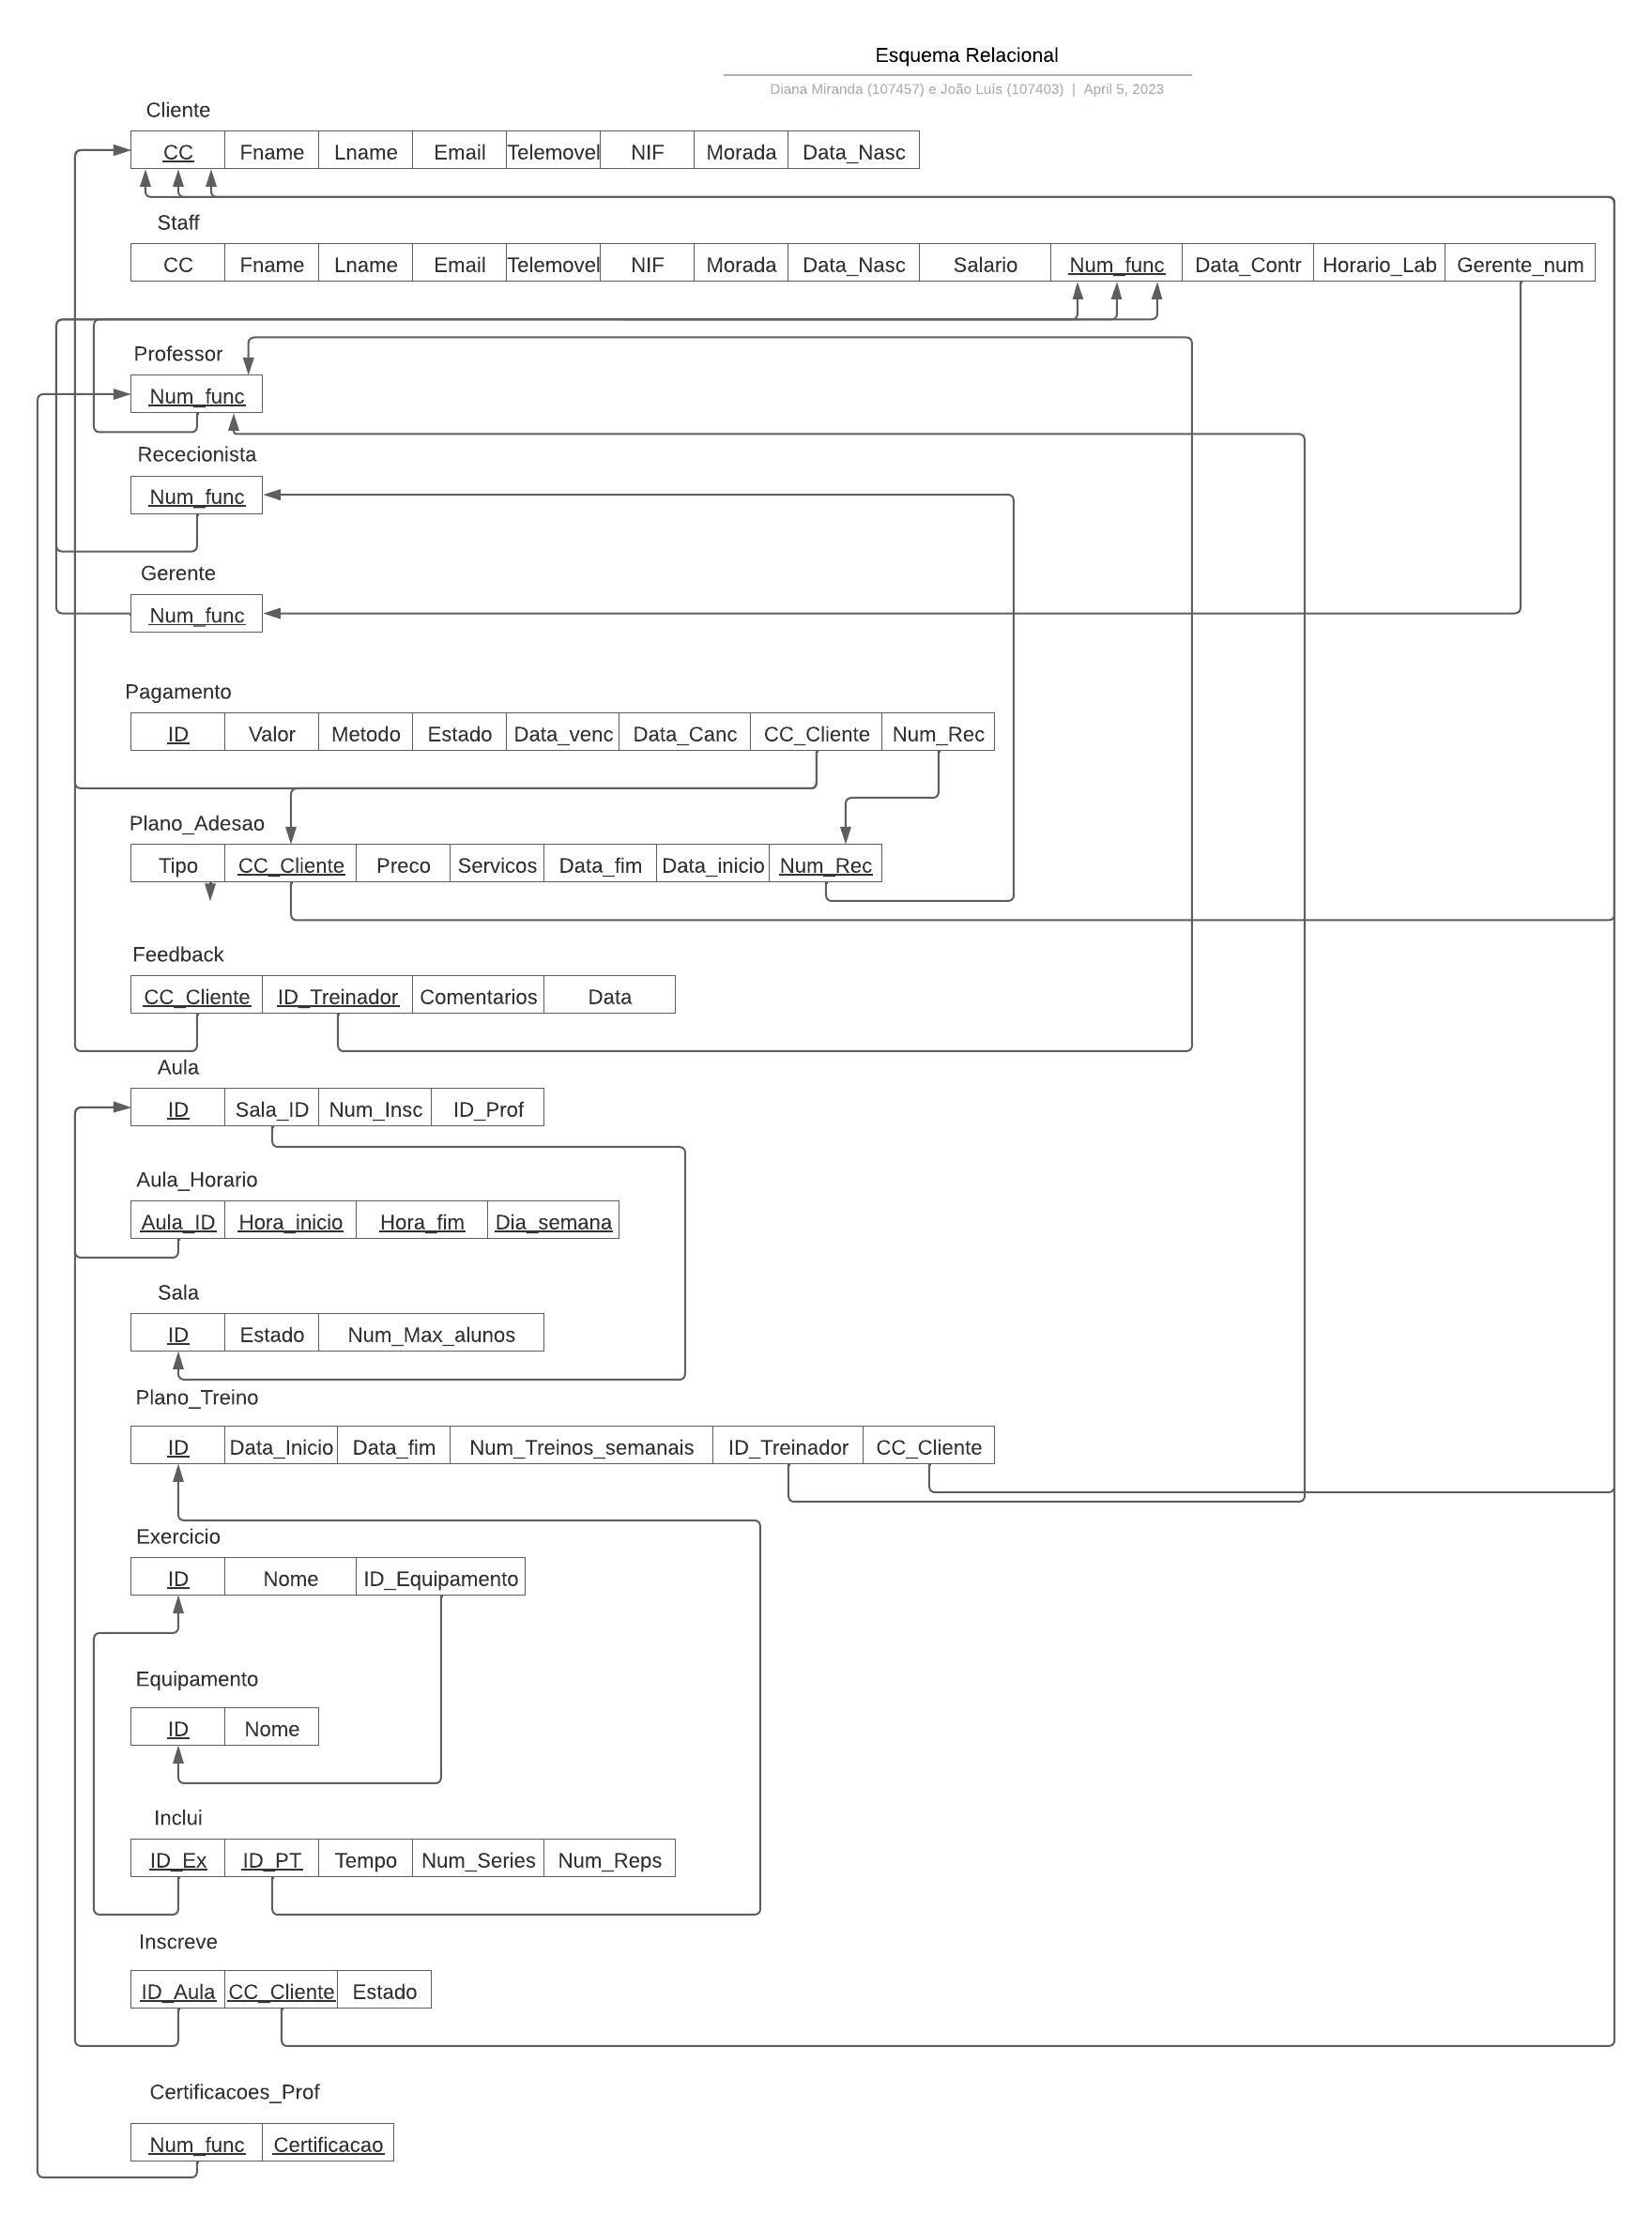 Esquema Relacional
Diana Miranda (107457) e João Luís (107403) | April 5, 2023
Cliente
CC Fname Lname Email Telemovel NIF Morada Data_Nasc
Staff
CC Fname Lname Email Telemovel NIF Morada Data_Nasc Salario Num_func Data_Contr Horario_Lab Gerente_num
Professor
Num_func
Rececionista
Num_func
Gerente
Num_func
Pagamento
ID Valor Metodo Estado Data_venc Data_Canc CC_Cliente Num_Rec
Plano_Adesao
Tipo CC_Cliente Preco Servicos Data_fim Data_inicio Num_Rec
Feedback
CC_Cliente ID_Treinador Comentarios Data
Aula
ID Sala_ID Num_Insc ID_Prof
Aula_Horario
Aula_ID Hora_inicio Hora_fim Dia_semana
Sala
ID Estado Num_Max_alunos
Plano_Treino
ID Data_Inicio Data_fim Num_Treinos_semanais ID_Treinador CC_Cliente
Exercicio
ID Nome ID_Equipamento
Equipamento
ID Nome
Inclui
ID_Ex ID_PT Tempo Num_Series Num_Reps
Inscreve
ID_Aula CC_Cliente Estado
Certificacoes_Prof
Num_func Certificacao